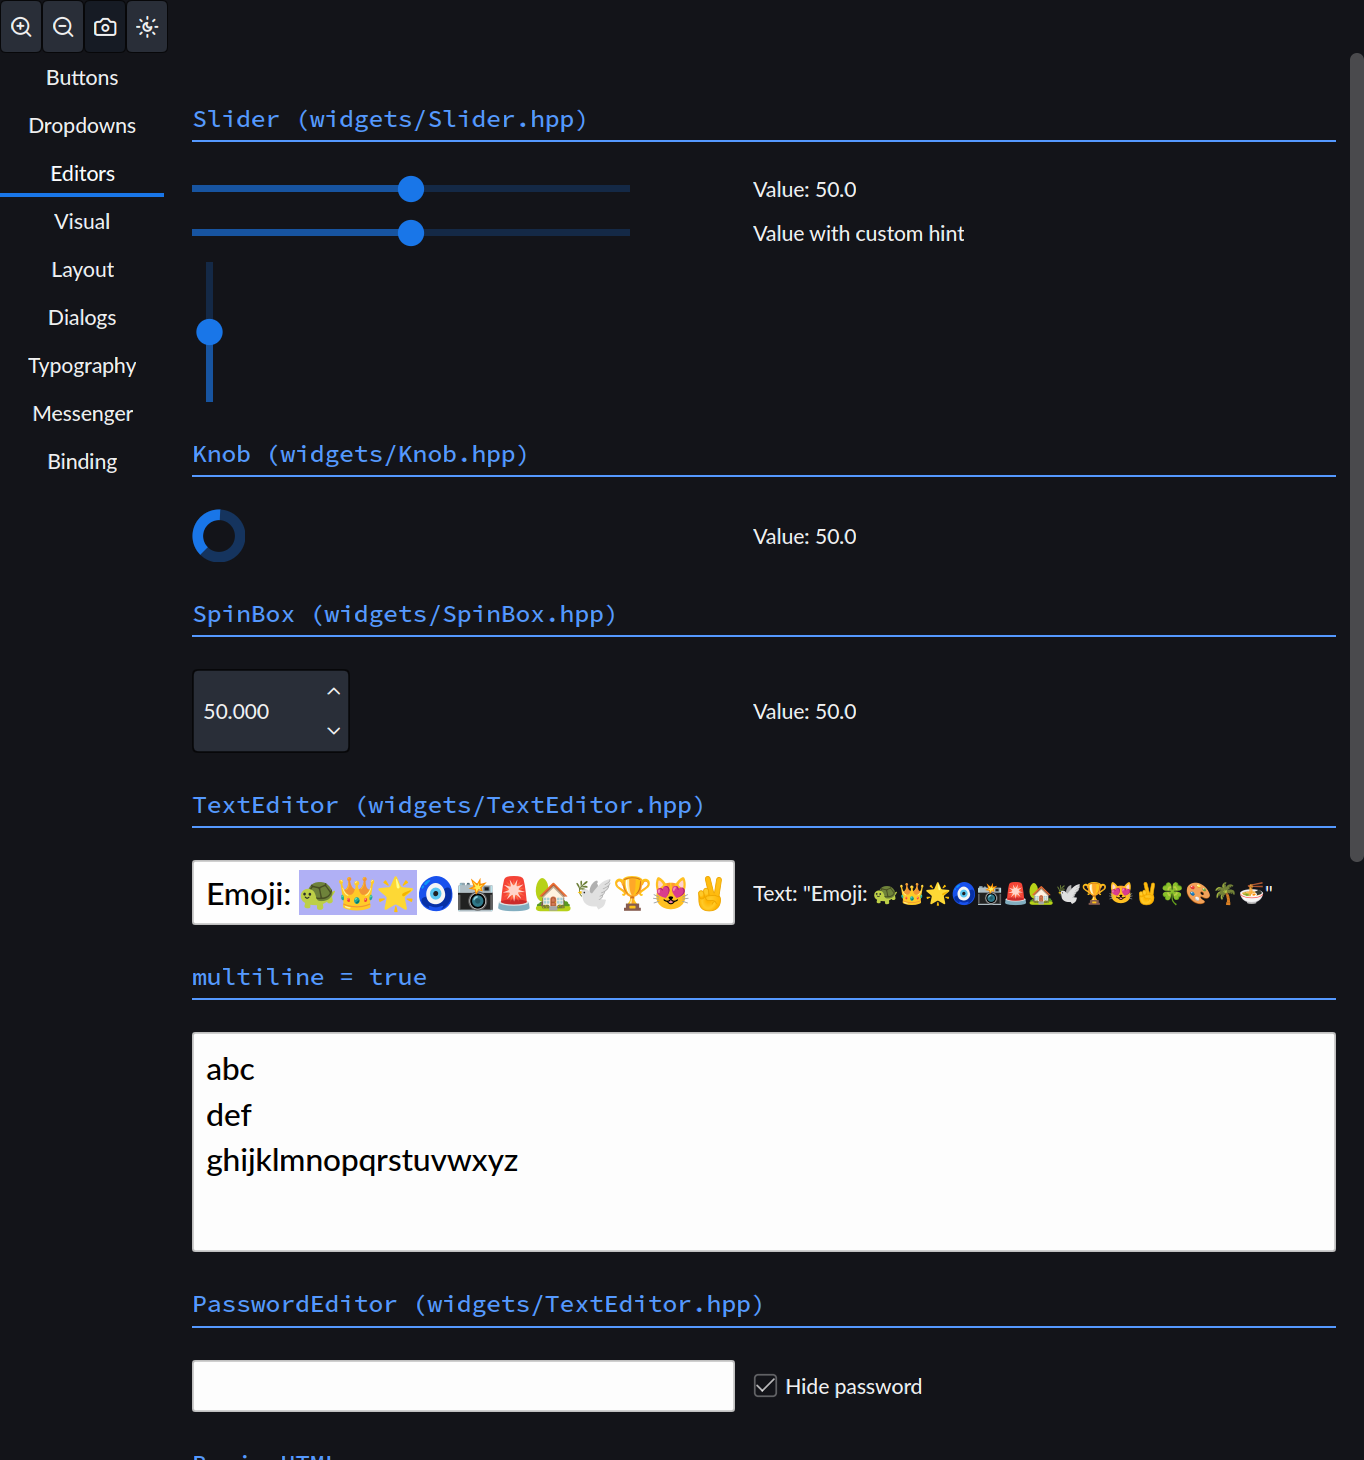 Buttons
Dropdowns
Editors
Visual
Layout
Dialogs
Typography
Messenger
Binding
Slider (widgets/Slider.hpp)
Value: 50.0
Value with custom hint
Knob (widgets/Knob.hpp)
Value: 50.0
SpinBox (widgets/SpinBox.hpp)
50.000
Value: 50.0
TextEditor (widgets/TextEditor.hpp)
Emoji: 🐢👑🌟🧿📸🚨🏡🕊️🏆😻✌️
Text: "Emoji: 🐢👑🌟🧿📸🚨🏡🕊️🏆😻✌️🍀🎨🌴🍜"
multiline = true
abc
def
ghijklmnopqrstuvwxyz
PasswordEditor (widgets/TextEditor.hpp)
Hide password